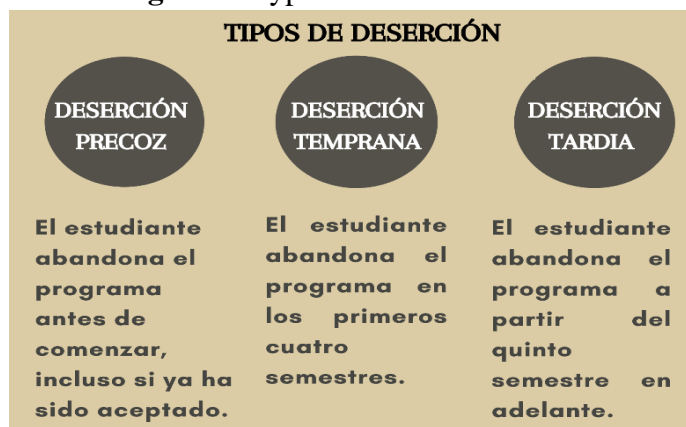 TIPOS DE DESERCIÓN
DESERCIÓN
PRECOZ
El estudiante
abandona el
programa
antes de
comenzar,
incluso si ya ha
sido aceptado.
DESERCIÓN
TEMPRANA
El estudiante
abandona el
programa en
los primeros
cuatro
semestres.
DESERCIÓN
TARDIA
El estudiante
abandona el
programa a
partir del
quinto
semestre en
adelante.